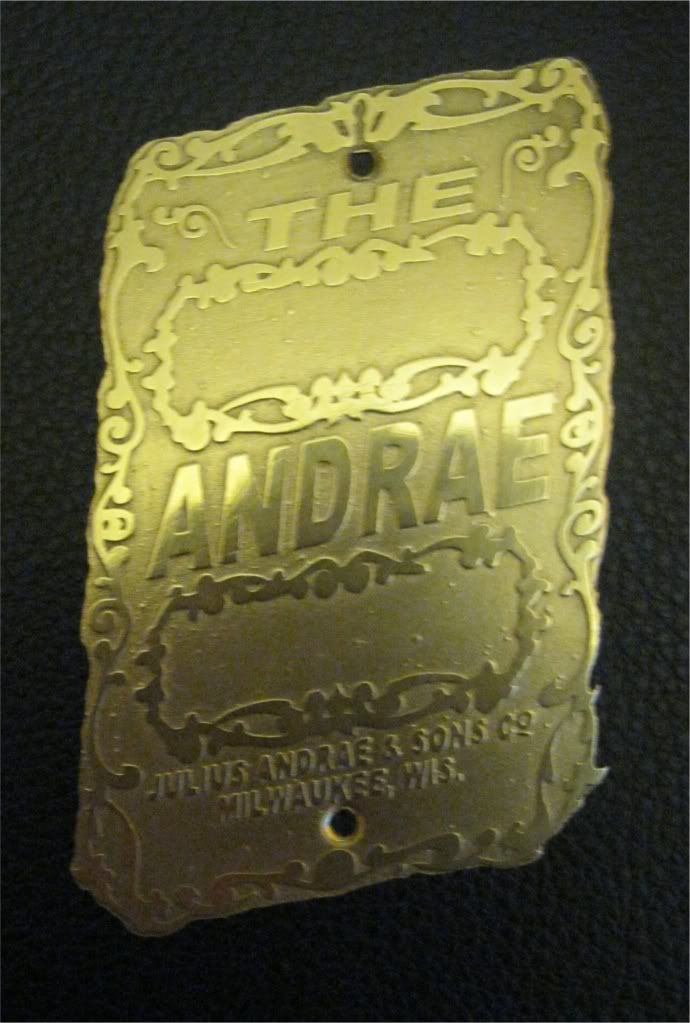 THE
ANDRAE
JULIUS ANDRAE & SONS CO
MILWAUKEE, WIS.